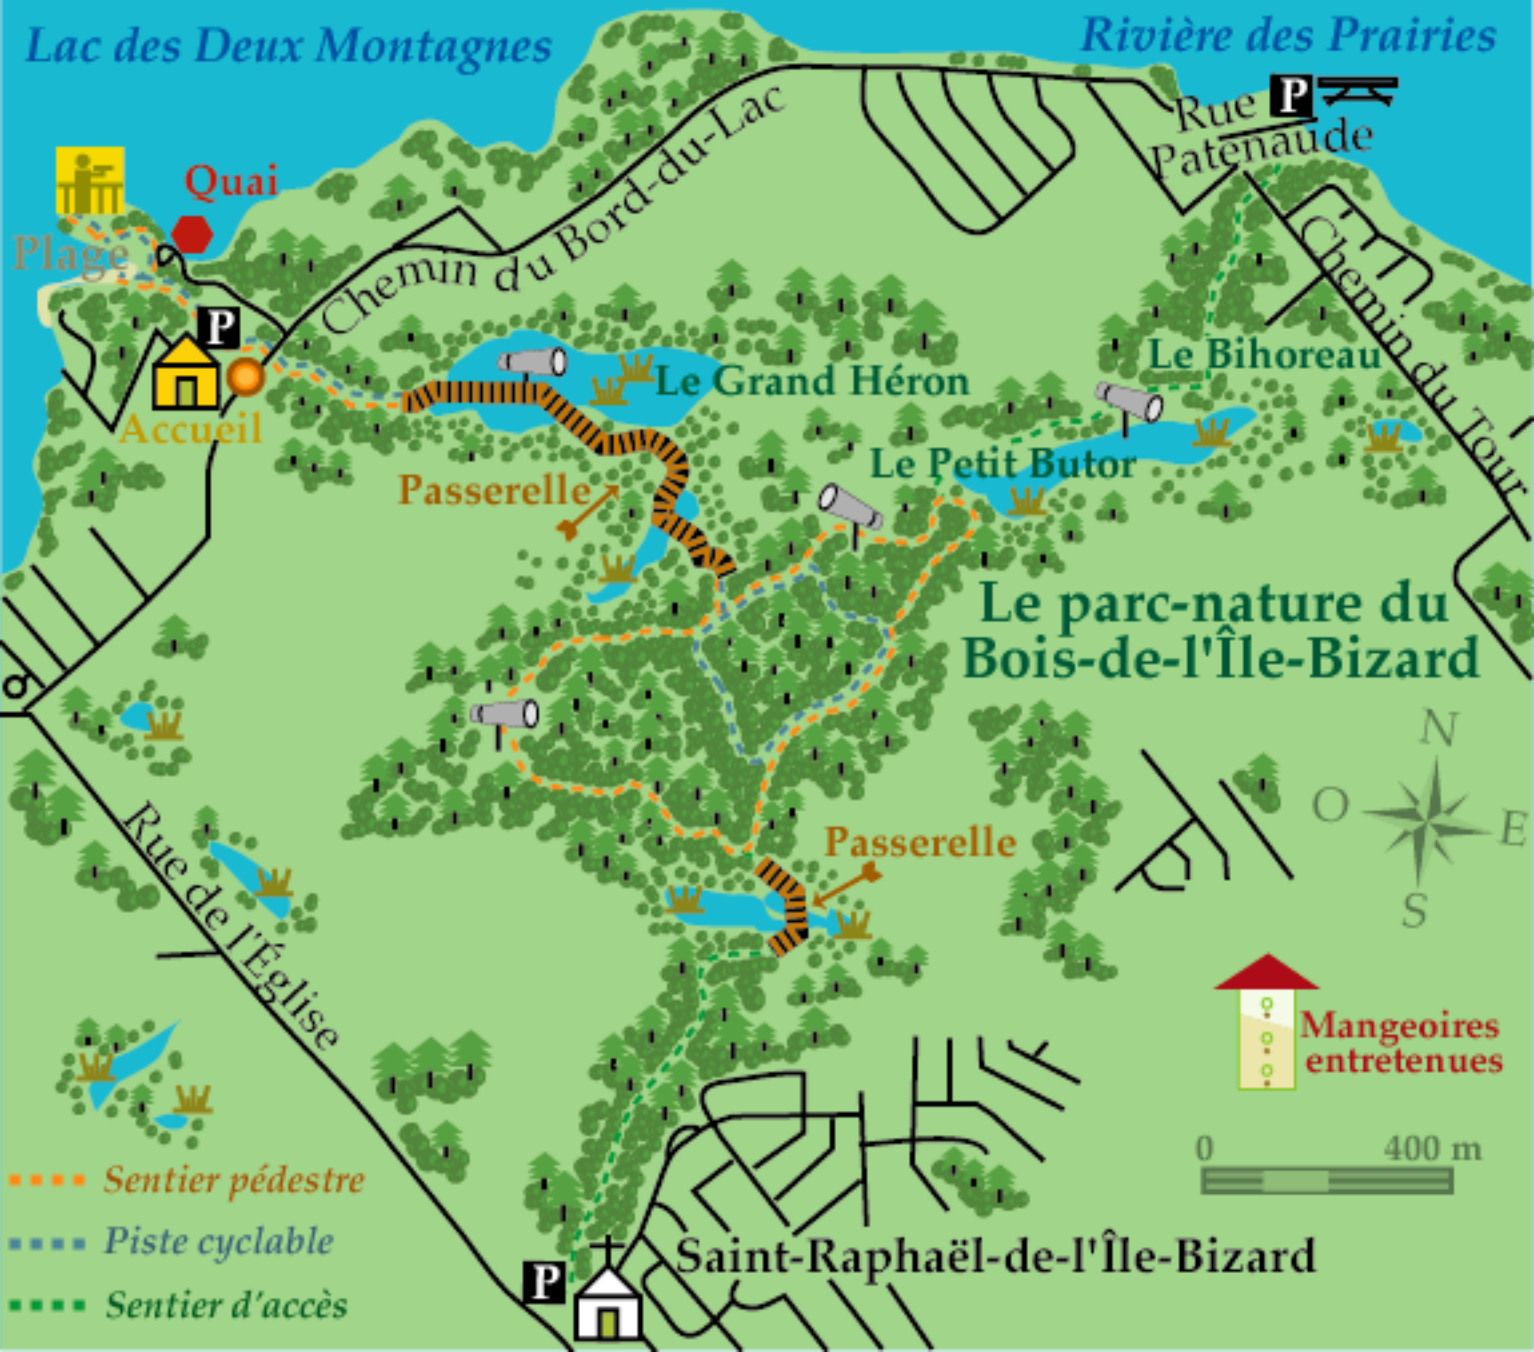 Lac des Deux Montagnes
Rivière des Prairies
Rue
Patenaude
P
Quai
Plage
Chemin du Bord-du-Lac
P
Accueil
Chemin du Tour
Le Bihoreau
Le Grand Héron
Le Petit Butor
Passerelle
Le parc-nature du
Bois-de-l'Île-Bizard
N
O
E
S
Rue de l'Église
Passerelle
Mangeoires
entretenues
0 400 m
Sentier pédestre
Piste cyclable
Sentier d'accès
P
Saint-Raphaël-de-l'Île-Bizard